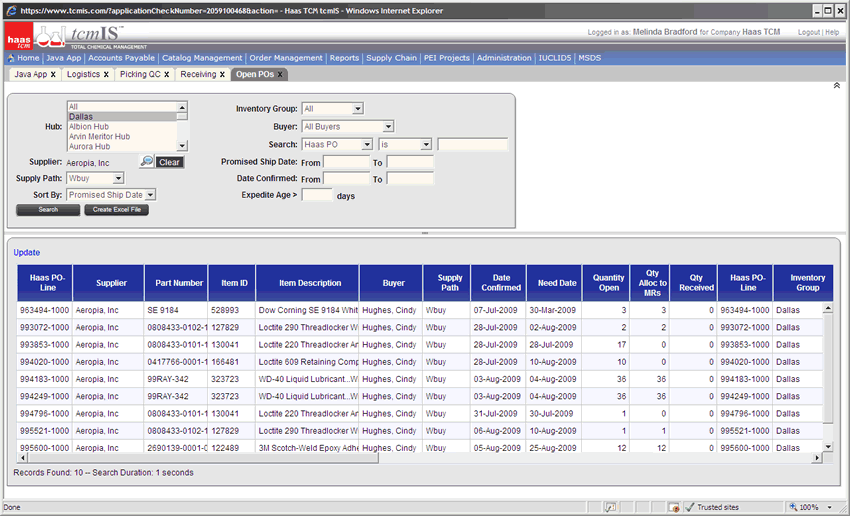 https://www.tcmis.com/?applicationCheckNumber=2059100468&action= - Haas TCM tcmIS - Windows Internet Explorer
haas tcm tcmIS™ TOTAL CHEMICAL MANAGEMENT
Logged in as: Melinda Bradford for Company Haas TCM Logout | Help
Home | Java App | Accounts Payable | Catalog Management | Order Management | Reports | Supply Chain | PEI Projects | Administration | IUCLIDS | MSDS
Java App x Logistics x Picking QC x Receiving x Open POs x
All
Dallas
Hub: Albion Hub
Arvin Meritor Hub
Aurora Hub
Inventory Group: All
Buyer: All Buyers
Search: Haas PO is
Supplier: Aeropia, Inc Clear
Promised Ship Date: From To
Supply Path: Wbuy
Date Confirmed: From To
Sort By: Promised Ship Date
Expedite Age > days
Search Create Excel File
Update
Haas PO-Line Supplier Part Number Item ID Item Description Buyer Supply Path Date Confirmed Need Date Quantity Open Qty Alloc to MRs Qty Received Haas PO-Line Inventory Group
963494-1000 Aeropia, Inc SE 9184 528993 Dow Corning SE 9184 Whit Hughes, Cindy Wbuy 07-Jul-2009 30-Mar-2009 3 3 0 963494-1000 Dallas
993072-1000 Aeropia, Inc 0808433-0102-1 127829 Loctite 290 Threadlocker W Hughes, Cindy Wbuy 28-Jul-2009 02-Aug-2009 2 2 0 993072-1000 Dallas
993853-1000 Aeropia, Inc 0808433-0101-1 130041 Loctite 220 Threadlocker Ar Hughes, Cindy Wbuy 28-Jul-2009 28-Jul-2009 17 0 0 993853-1000 Dallas
994020-1000 Aeropia, Inc 0417766-0001-1 166481 Loctite 609 Retaining Comp Hughes, Cindy Wbuy 28-Jul-2009 10-Aug-2009 10 0 0 994020-1000 Dallas
994183-1000 Aeropia, Inc 99RAY-342 323723 WD-40 Liquid Lubricant...W Hughes, Cindy Wbuy 03-Aug-2009 04-Aug-2009 36 36 0 994183-1000 Dallas
994249-1000 Aeropia, Inc 99RAY-342 323723 WD-40 Liquid Lubricant...W Hughes, Cindy Wbuy 03-Aug-2009 04-Aug-2009 36 36 0 994249-1000 Dallas
994796-1000 Aeropia, Inc 0808433-0101-1 130041 Loctite 220 Threadlocker Ar Hughes, Cindy Wbuy 31-Jul-2009 30-Jul-2009 1 0 0 994796-1000 Dallas
995521-1000 Aeropia, Inc 0808433-0102-1 127829 Loctite 290 Threadlocker W Hughes, Cindy Wbuy 06-Aug-2009 10-Aug-2009 1 1 0 995521-1000 Dallas
995600-1000 Aeropia, Inc 2690139-0001-0 122489 3M Scotch-Weld Epoxy Adhe Hughes, Cindy Wbuy 05-Aug-2009 25-Aug-2009 12 12 0 995600-1000 Dallas
Records Found: 10 -- Search Duration: 1 seconds
Done Trusted sites 100%